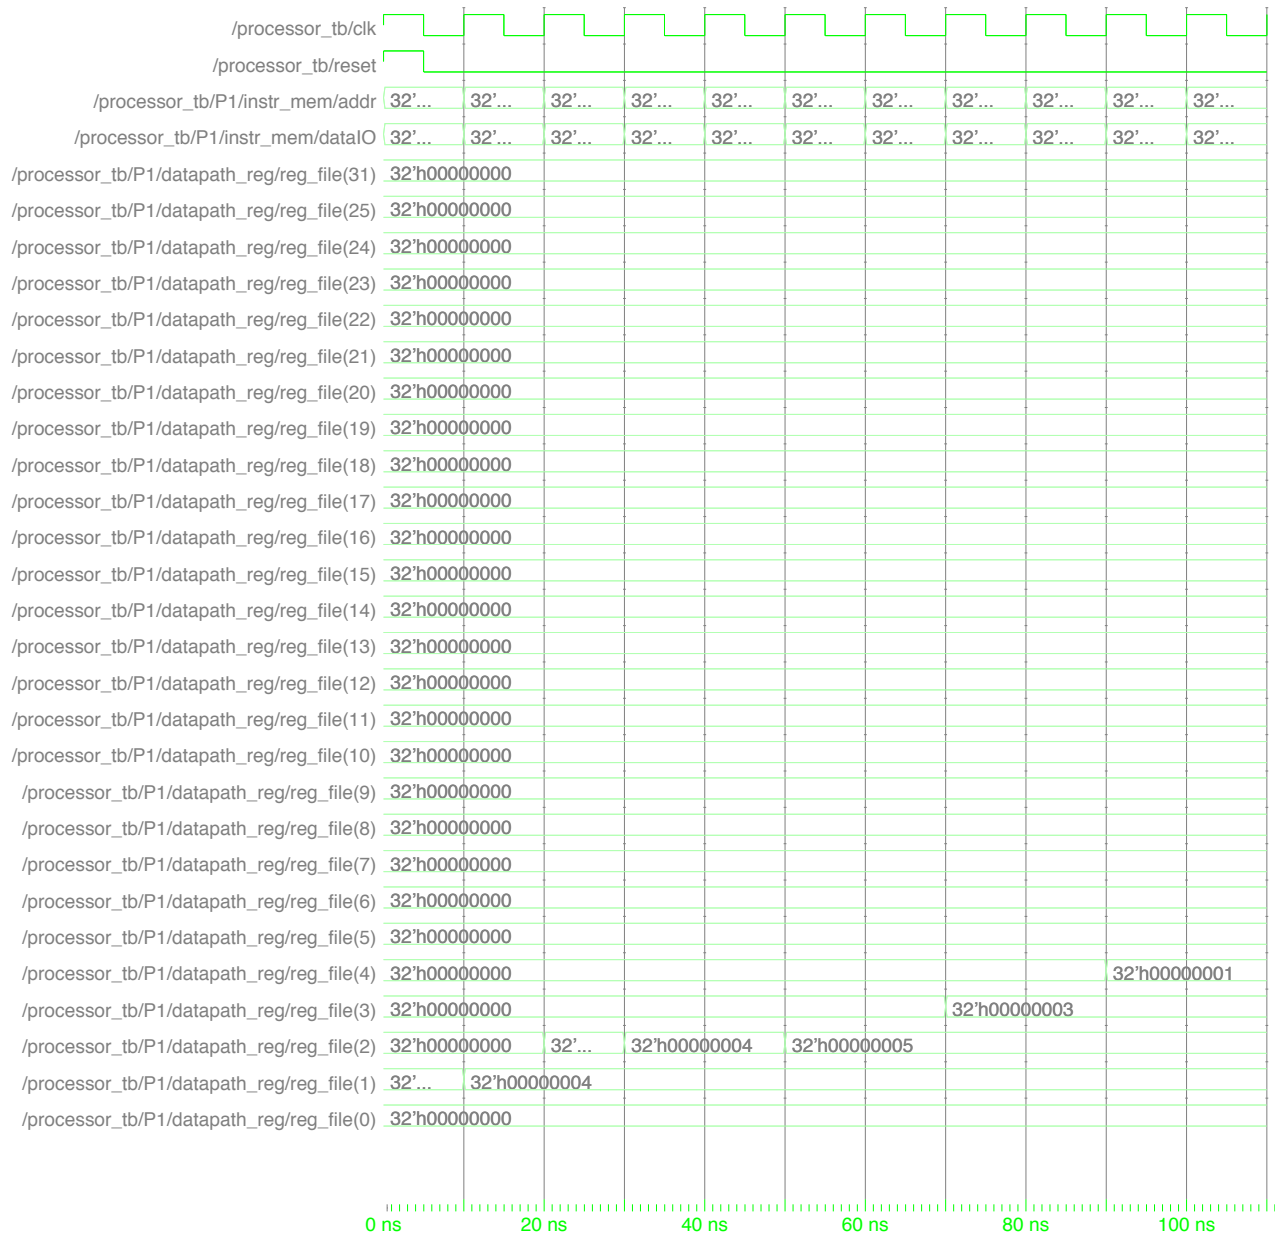 /processor_tb/clk
/processor_tb/reset
/processor_tb/P1/instr_mem/addr 32'... 32'... 32'... 32'... 32'... 32'... 32'... 32'... 32'... 32'... 32'...
/processor_tb/P1/instr_mem/dataIO 32'... 32'... 32'... 32'... 32'... 32'... 32'... 32'... 32'... 32'... 32'...
/processor_tb/P1/datapath_reg/reg_file(31) 32'h00000000
/processor_tb/P1/datapath_reg/reg_file(25) 32'h00000000
/processor_tb/P1/datapath_reg/reg_file(24) 32'h00000000
/processor_tb/P1/datapath_reg/reg_file(23) 32'h00000000
/processor_tb/P1/datapath_reg/reg_file(22) 32'h00000000
/processor_tb/P1/datapath_reg/reg_file(21) 32'h00000000
/processor_tb/P1/datapath_reg/reg_file(20) 32'h00000000
/processor_tb/P1/datapath_reg/reg_file(19) 32'h00000000
/processor_tb/P1/datapath_reg/reg_file(18) 32'h00000000
/processor_tb/P1/datapath_reg/reg_file(17) 32'h00000000
/processor_tb/P1/datapath_reg/reg_file(16) 32'h00000000
/processor_tb/P1/datapath_reg/reg_file(15) 32'h00000000
/processor_tb/P1/datapath_reg/reg_file(14) 32'h00000000
/processor_tb/P1/datapath_reg/reg_file(13) 32'h00000000
/processor_tb/P1/datapath_reg/reg_file(12) 32'h00000000
/processor_tb/P1/datapath_reg/reg_file(11) 32'h00000000
/processor_tb/P1/datapath_reg/reg_file(10) 32'h00000000
/processor_tb/P1/datapath_reg/reg_file(9) 32'h00000000
/processor_tb/P1/datapath_reg/reg_file(8) 32'h00000000
/processor_tb/P1/datapath_reg/reg_file(7) 32'h00000000
/processor_tb/P1/datapath_reg/reg_file(6) 32'h00000000
/processor_tb/P1/datapath_reg/reg_file(5) 32'h00000000
/processor_tb/P1/datapath_reg/reg_file(4) 32'h00000000 32'h00000001
/processor_tb/P1/datapath_reg/reg_file(3) 32'h00000000 32'h00000003
/processor_tb/P1/datapath_reg/reg_file(2) 32'h00000000 32'... 32'h00000004 32'h00000005
/processor_tb/P1/datapath_reg/reg_file(1) 32'... 32'h00000004
/processor_tb/P1/datapath_reg/reg_file(0) 32'h00000000
0 ns 20 ns 40 ns 60 ns 80 ns 100 ns